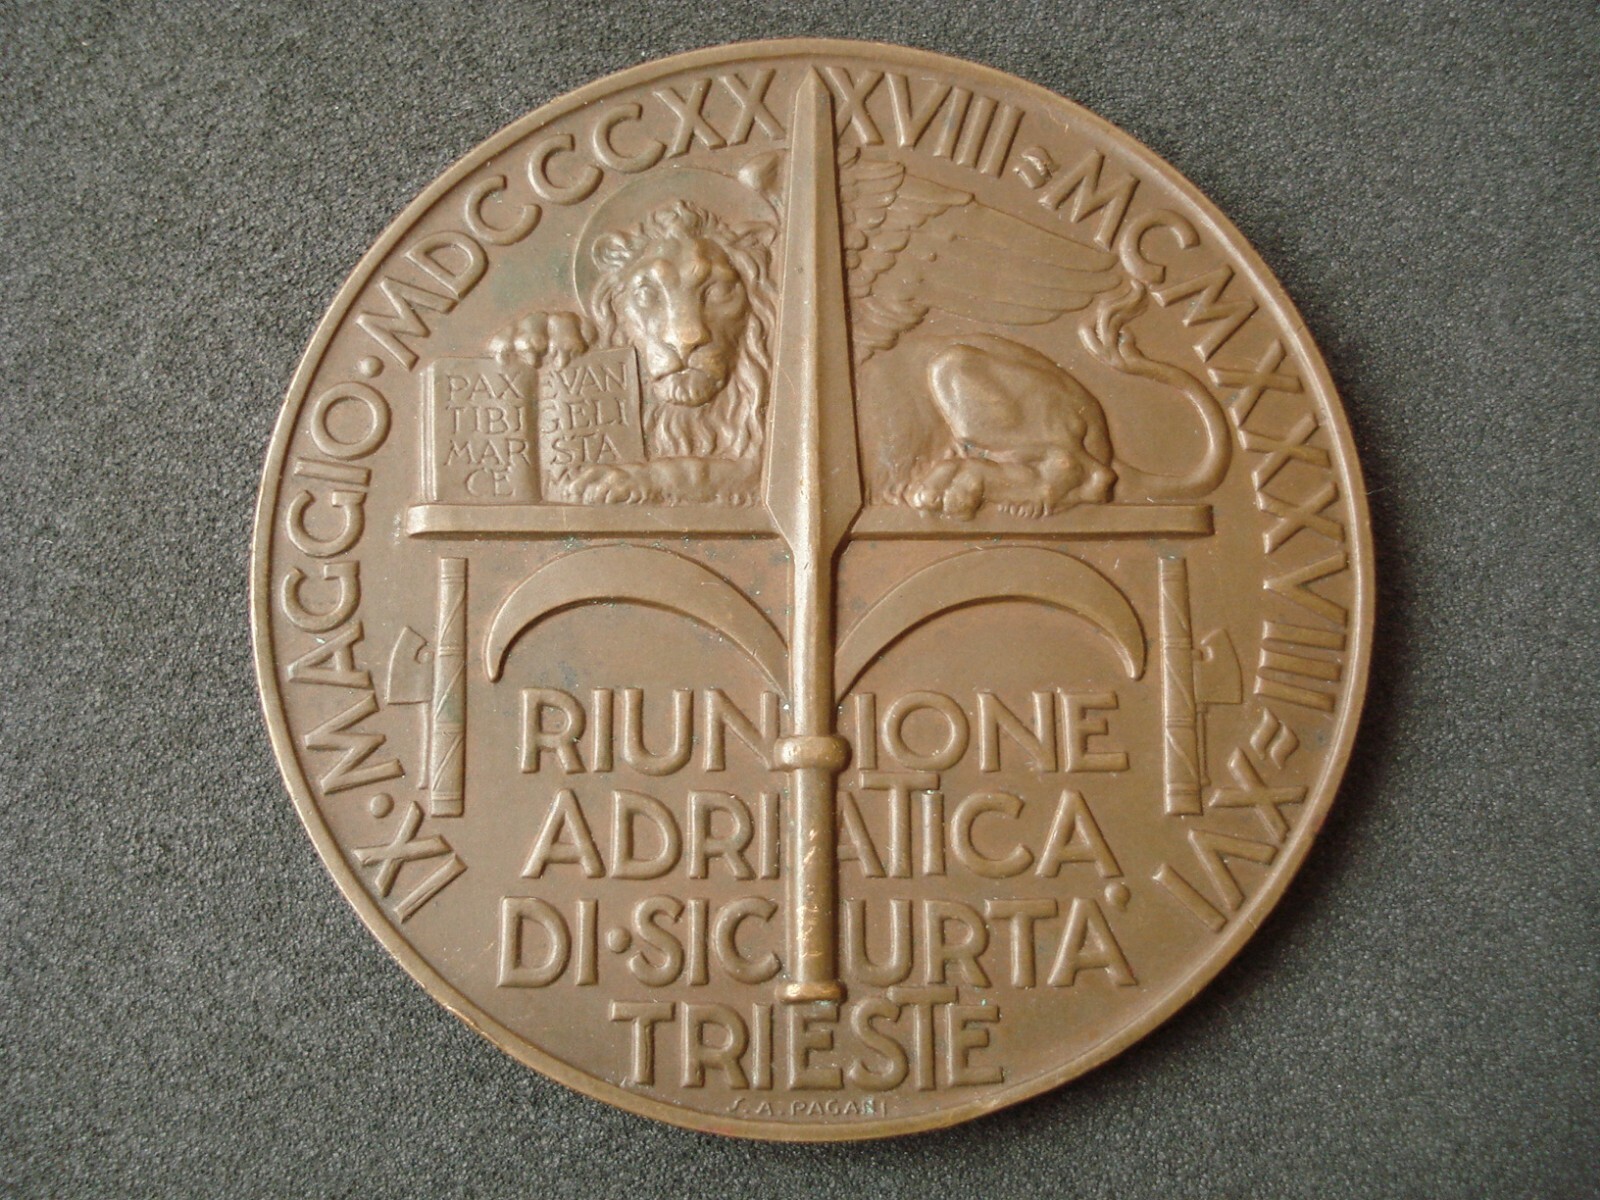 IX · MAGGIO · MDCCCXXXVIII ≈ MCMXXXVIII ≈ XVI
PAX
TIBI
MAR
CE
EVAN
GELI
STA
M
RIUNIONE
ADRIATICA
DI·SICURTA'
TRIESTE
S. A. PAGANI